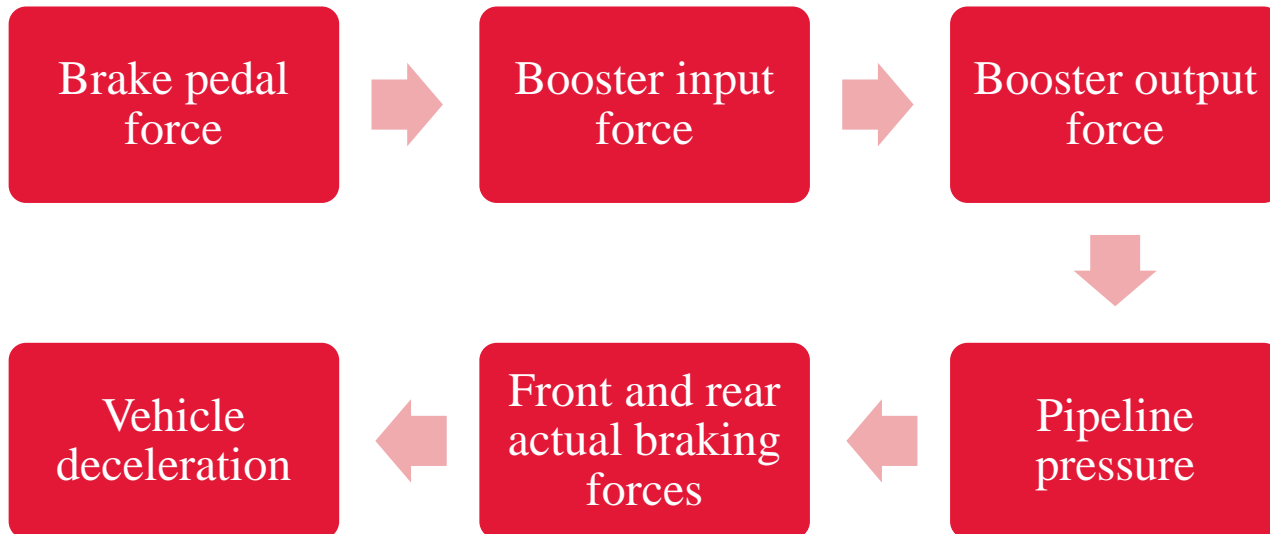 Brake pedal
force
Booster input
force
Booster output
force
Pipeline
pressure
Front and rear
actual braking
forces
Vehicle
deceleration